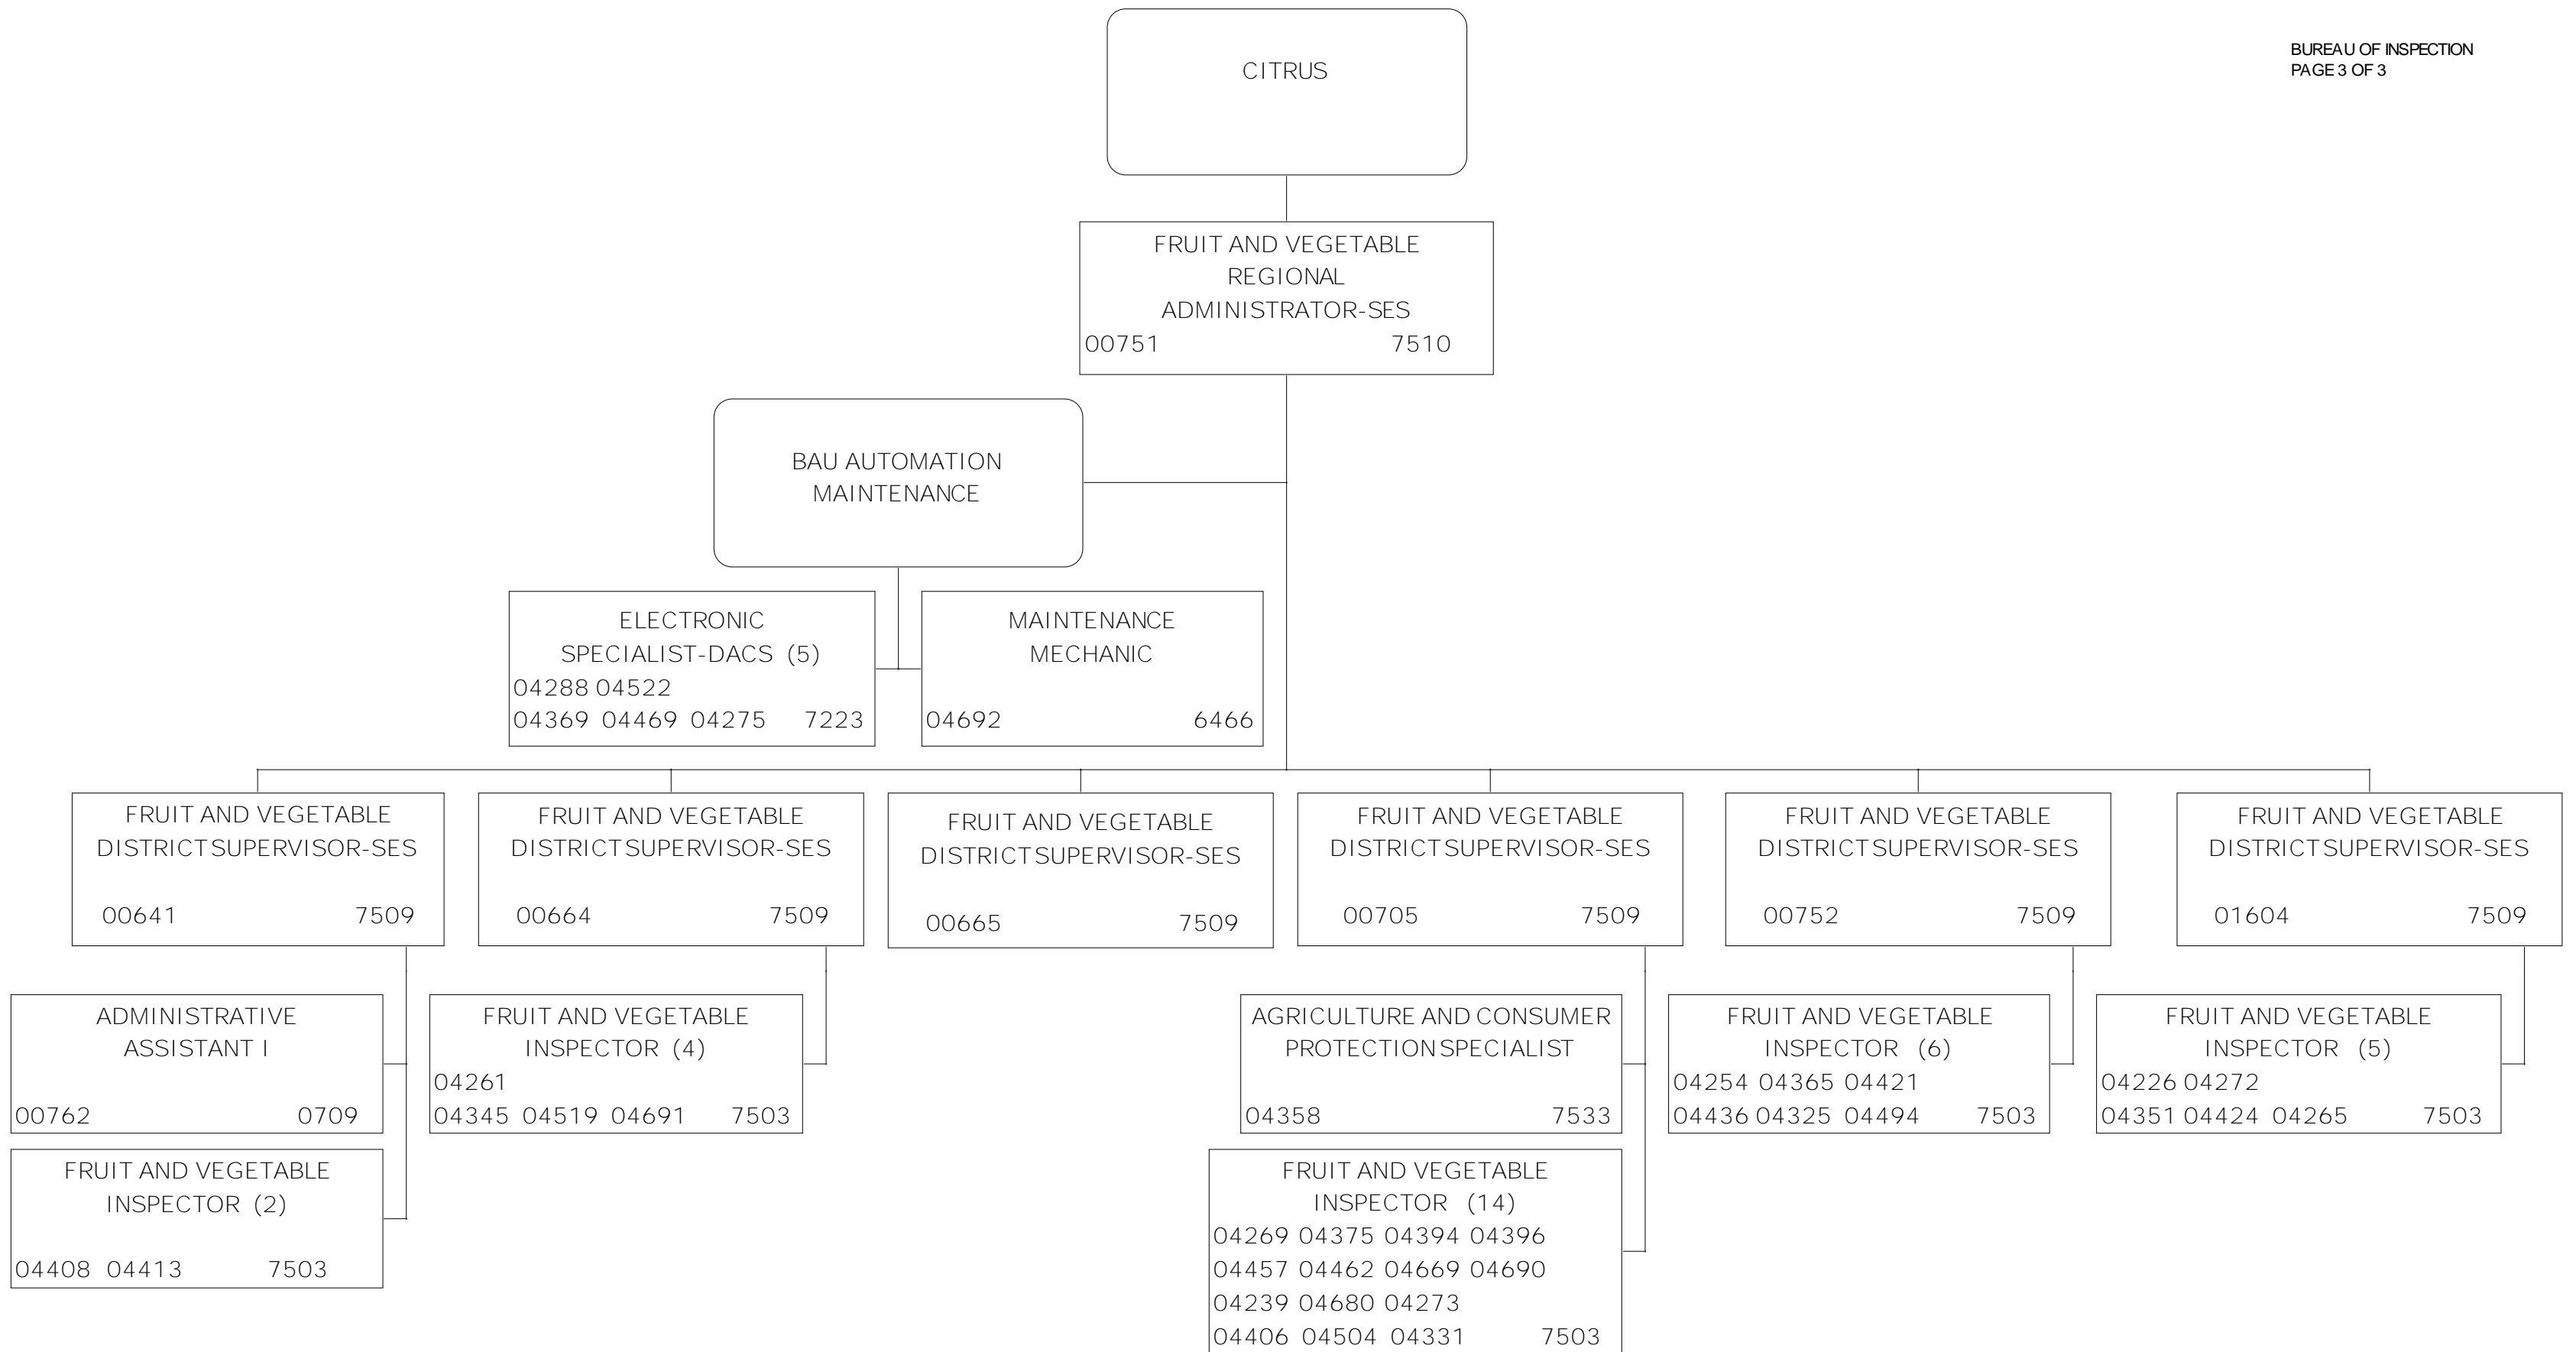 BUREAU OF INSPECTION
PAGE 3 OF 3
CITRUS
FRUIT AND VEGETABLE
REGIONAL
ADMINISTRATOR-SES
00751 7510
BAU AUTOMATION
MAINTENANCE
ELECTRONIC
SPECIALIST-DACS (5)
04288 04522
04369 04469 04275 7223
MAINTENANCE
MECHANIC
04692 6466
FRUIT AND VEGETABLE
DISTRICT SUPERVISOR-SES
00641 7509
FRUIT AND VEGETABLE
DISTRICT SUPERVISOR-SES
00664 7509
FRUIT AND VEGETABLE
DISTRICT SUPERVISOR-SES
00665 7509
FRUIT AND VEGETABLE
DISTRICT SUPERVISOR-SES
00705 7509
FRUIT AND VEGETABLE
DISTRICT SUPERVISOR-SES
00752 7509
FRUIT AND VEGETABLE
DISTRICT SUPERVISOR-SES
01604 7509
ADMINISTRATIVE
ASSISTANT I
00762 0709
FRUIT AND VEGETABLE
INSPECTOR (4)
04261
04345 04519 04691 7503
AGRICULTURE AND CONSUMER
PROTECTION SPECIALIST
04358 7533
FRUIT AND VEGETABLE
INSPECTOR (6)
04254 04365 04421
04436 04325 04494 7503
FRUIT AND VEGETABLE
INSPECTOR (5)
04226 04272
04351 04424 04265 7503
FRUIT AND VEGETABLE
INSPECTOR (2)
04408 04413 7503
FRUIT AND VEGETABLE
INSPECTOR (14)
04269 04375 04394 04396
04457 04462 04669 04690
04239 04680 04273
04406 04504 04331 7503